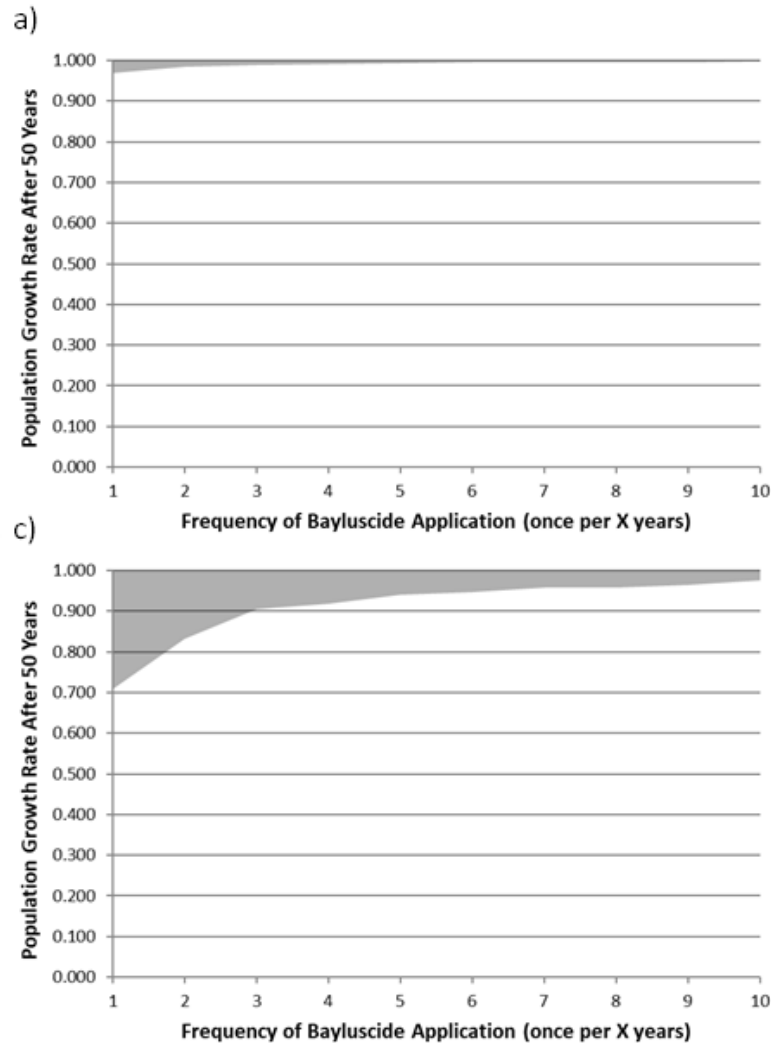 a)
Population Growth Rate After 50 Years
1.000
0.900
0.800
0.700
0.600
0.500
0.400
0.300
0.200
0.100
0.000
1 2 3 4 5 6 7 8 9 10
Frequency of Bayluscide Application (once per X years)
c)
Population Growth Rate After 50 Years
1.000
0.900
0.800
0.700
0.600
0.500
0.400
0.300
0.200
0.100
0.000
1 2 3 4 5 6 7 8 9 10
Frequency of Bayluscide Application (once per X years)